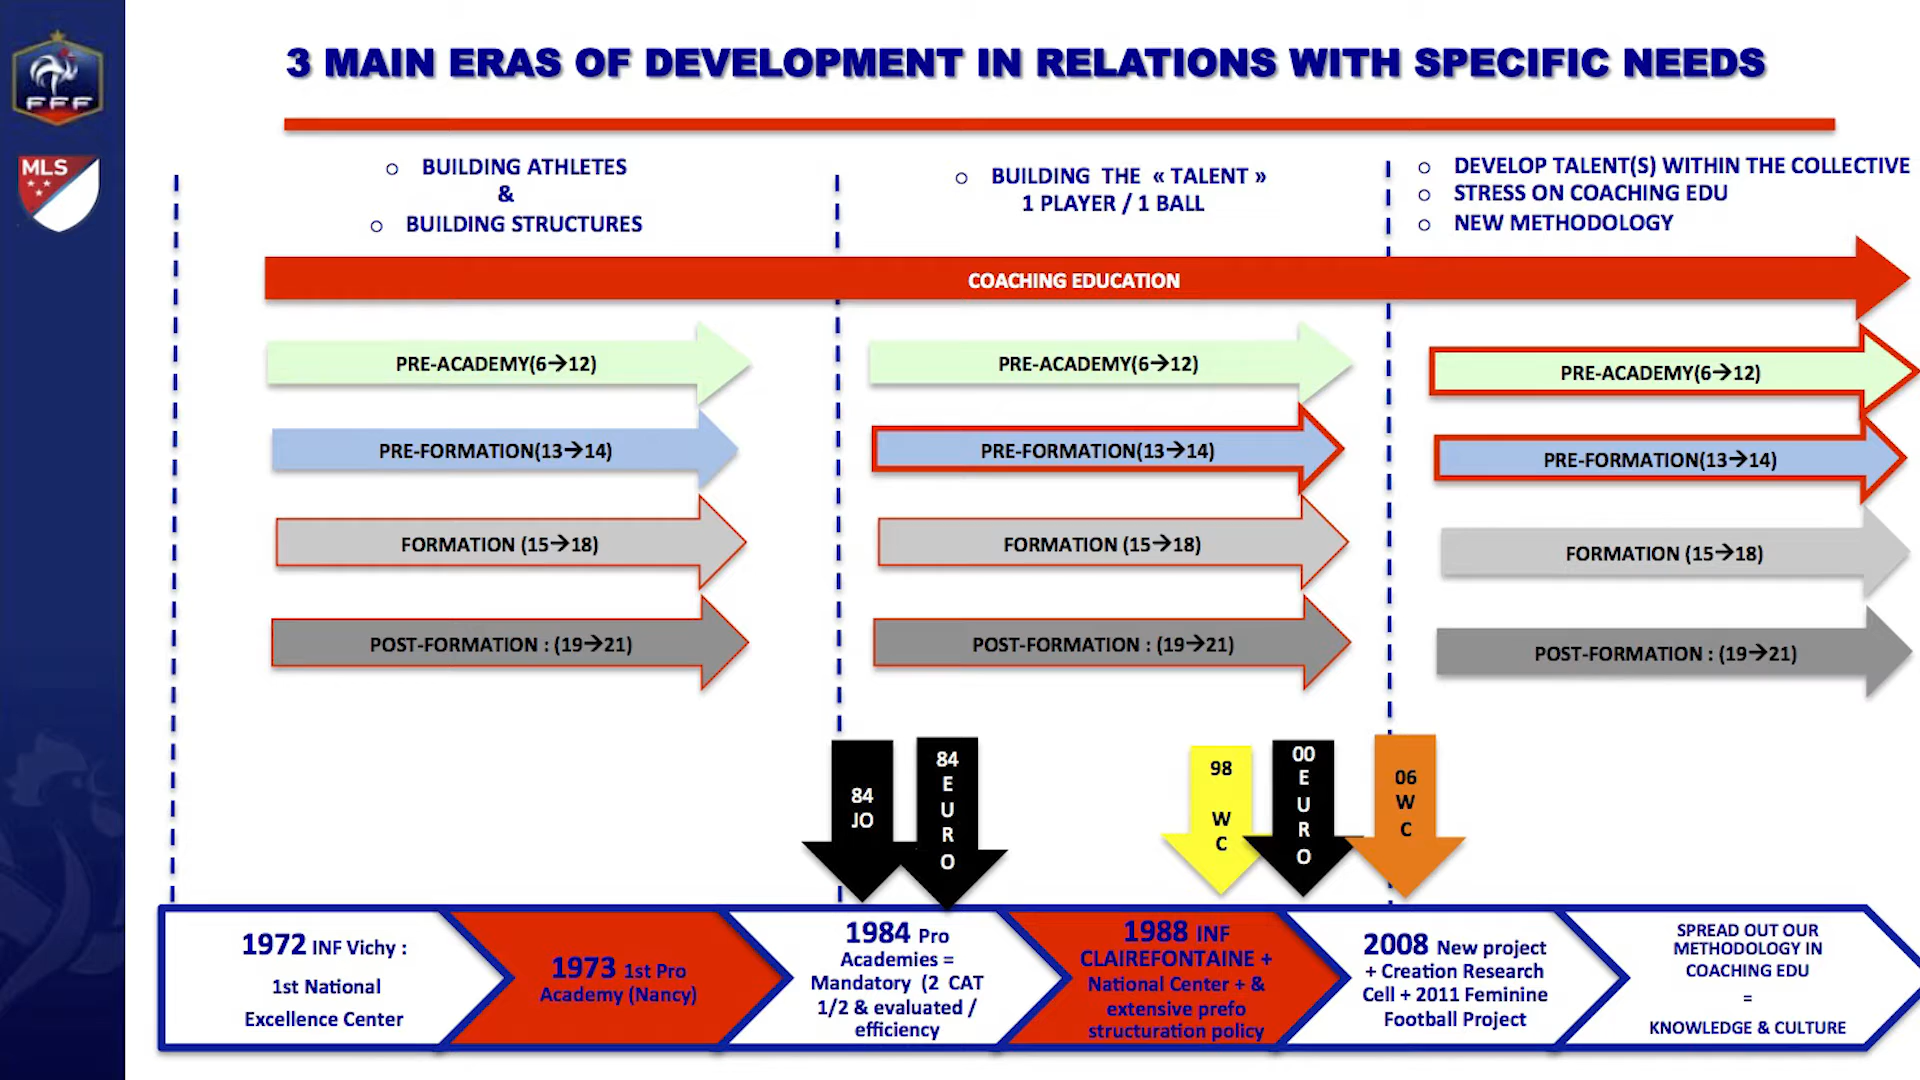 3 MAIN ERAS OF DEVELOPMENT IN RELATIONS WITH SPECIFIC NEEDS
FFF
MLS
○ BUILDING ATHLETES
&
○ BUILDING STRUCTURES
○ BUILDING THE « TALENT »
1 PLAYER / 1 BALL
○ DEVELOP TALENT(S) WITHIN THE COLLECTIVE
○ STRESS ON COACHING EDU
○ NEW METHODOLOGY
COACHING EDUCATION
PRE-ACADEMY(6→12)
PRE-FORMATION(13→14)
FORMATION (15→18)
POST-FORMATION : (19→21)
PRE-ACADEMY(6→12)
PRE-FORMATION(13→14)
FORMATION (15→18)
POST-FORMATION : (19→21)
PRE-ACADEMY(6→12)
PRE-FORMATION(13→14)
FORMATION (15→18)
POST-FORMATION : (19→21)
84
JO
84
E
U
R
O
98
W
C
00
E
U
R
O
06
W
C
1972 INF Vichy :
1st National
Excellence Center
1973 1st Pro
Academy (Nancy)
1984 Pro
Academies =
Mandatory (2 CAT
1/2 & evaluated /
efficiency
1988 INF
CLAIREFONTAINE +
National Center + &
extensive prefo
structuration policy
2008 New project
+ Creation Research
Cell + 2011 Feminine
Football Project
SPREAD OUT OUR
METHODOLOGY IN
COACHING EDU
=
KNOWLEDGE & CULTURE